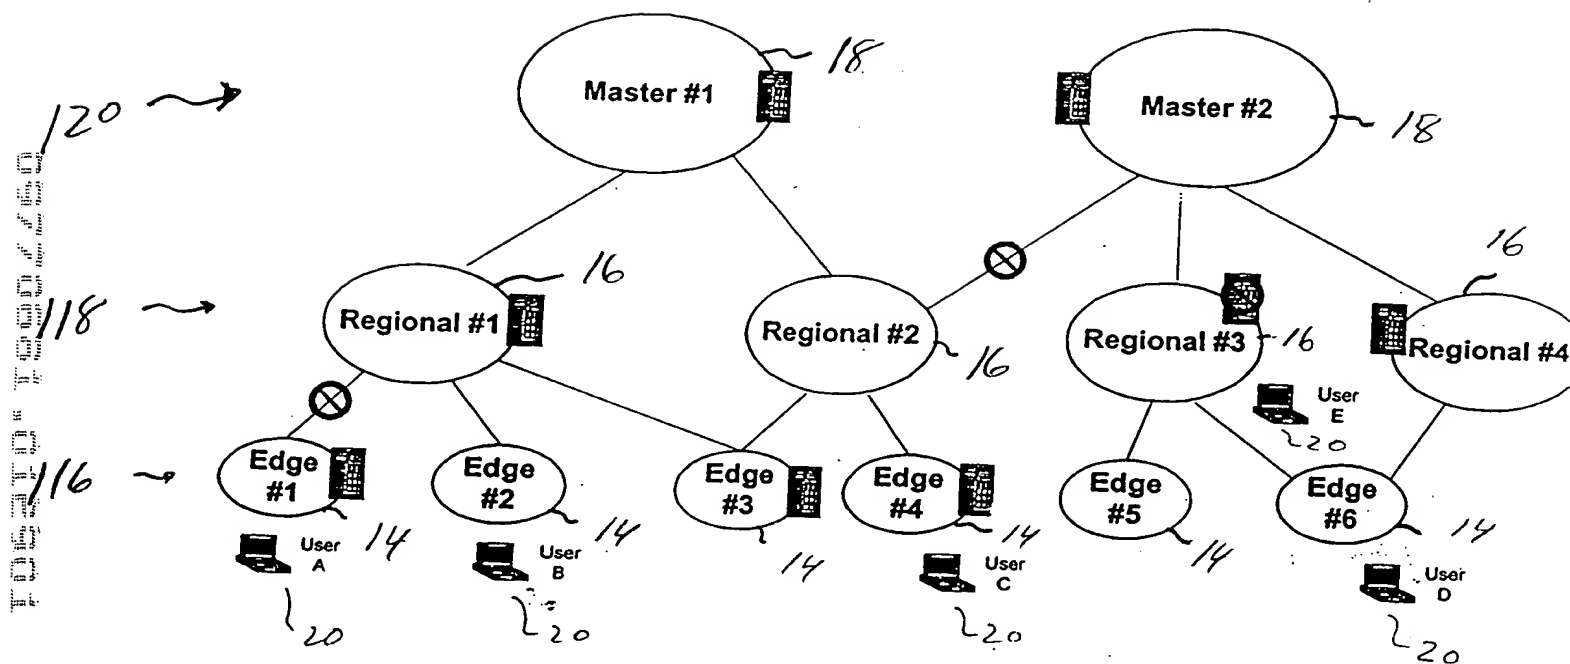 18
Master #1
120
Master #2
18
16
16
118
Regional #1
Regional #2
16
Regional #3
16
Regional #4
User
E
20
116
Edge
#1
Edge
#2
Edge
#3
Edge
#4
Edge
#5
Edge
#6
14
14
14
14
14
14
User
A
User
B
User
C
User
D
20
20
20
20